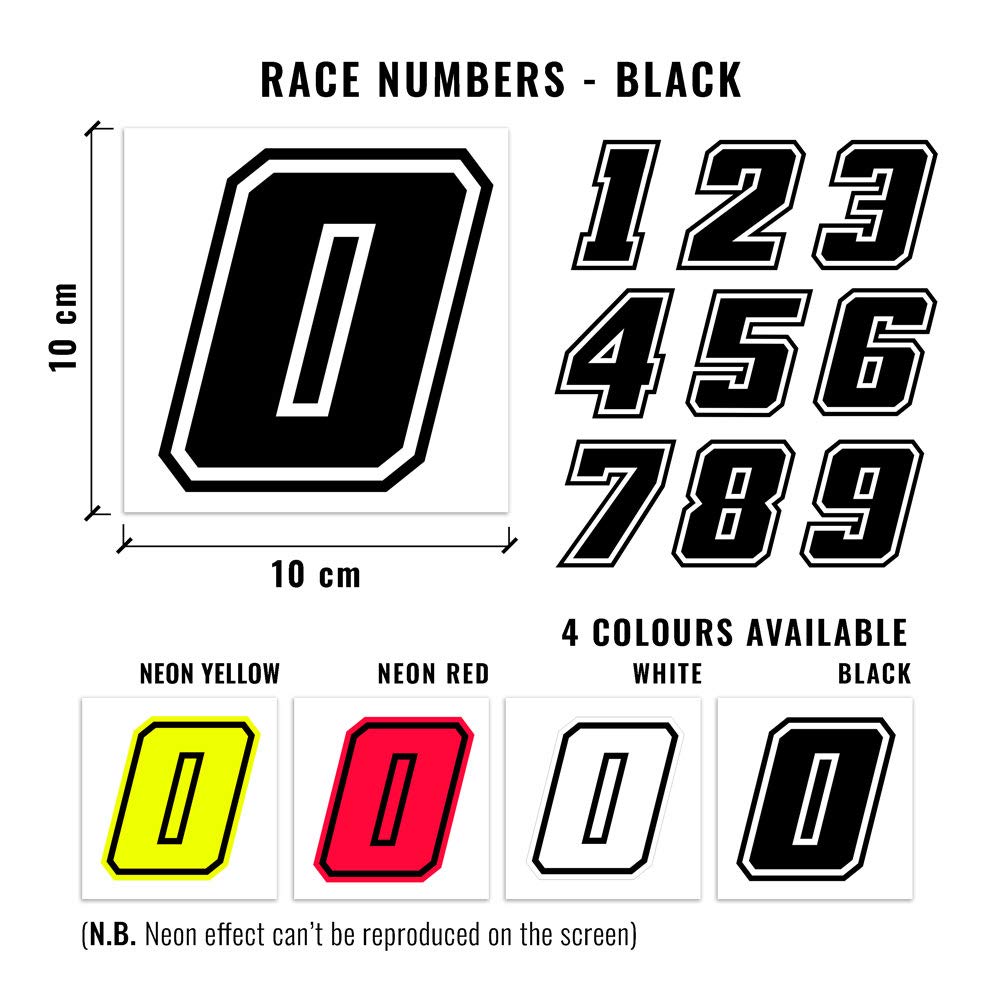 RACE NUMBERS - BLACK
10 cm
0
10 cm
1 2 3
4 5 6
7 8 9
4 COLOURS AVAILABLE
NEON YELLOW NEON RED WHITE BLACK
0 0 0 0
(N.B. Neon effect can't be reproduced on the screen)